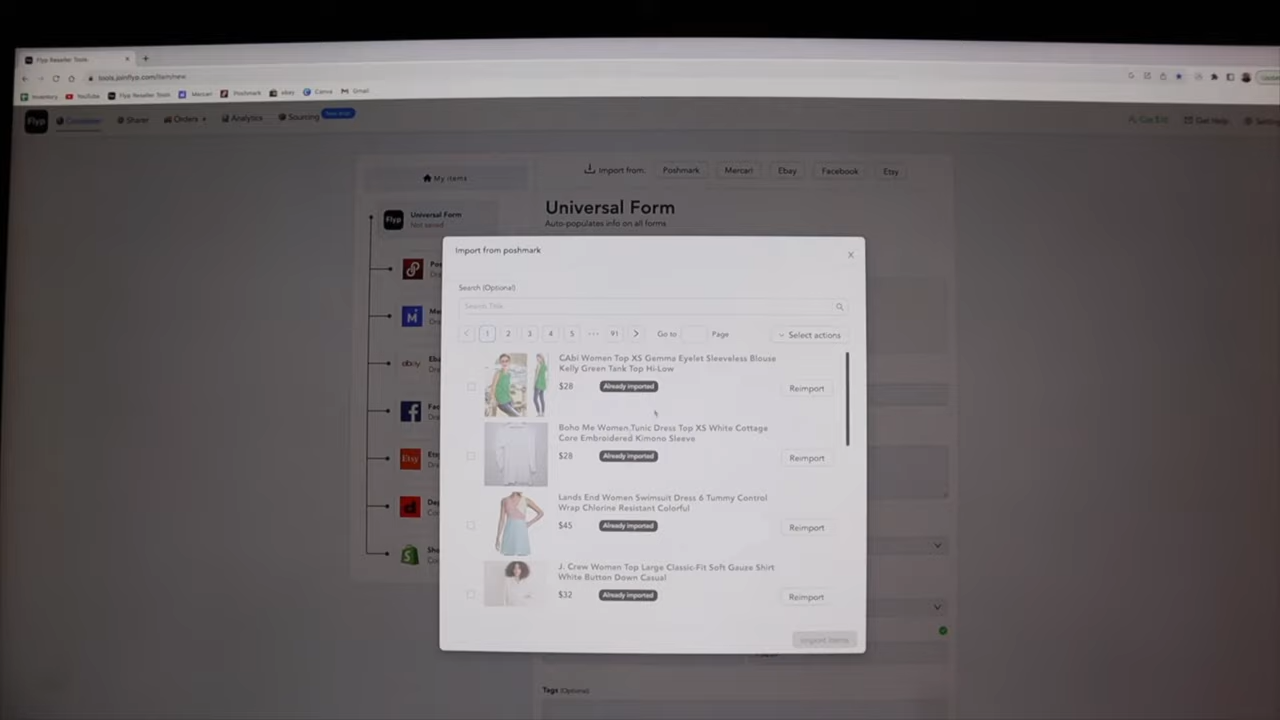 Flyp Reseller Tools
tools.joinflyp.com/item/new
Inventory YouTube Flyp Reseller Tools Mercari Poshmark ebay Canva Gmail
Flyp Crosslister Sharer Orders Analytics Sourcing Get Help
My items
Import from: Poshmark Mercari Ebay Facebook Etsy
Universal Form
Not saved
Universal Form
Auto-populates info on all forms
Import from poshmark
Search (Optional)
Search Title
1 2 3 4 5 ··· 91 Go to Page Select actions
CAbi Women Top XS Gemma Eyelet Sleeveless Blouse
Kelly Green Tank Top Hi-Low
$28 Already imported Reimport
Boho Me Women Tunic Dress Top XS White Cottage
Core Embroidered Kimono Sleeve
$28 Already imported Reimport
Lands End Women Swimsuit Dress 6 Tummy Control
Wrap Chlorine Resistant Colorful
$45 Already imported Reimport
J. Crew Women Top Large Classic-Fit Soft Gauze Shirt
White Button Down Casual
$32 Already imported Reimport
Import items
ebay
Etsy
Tags (Optional)